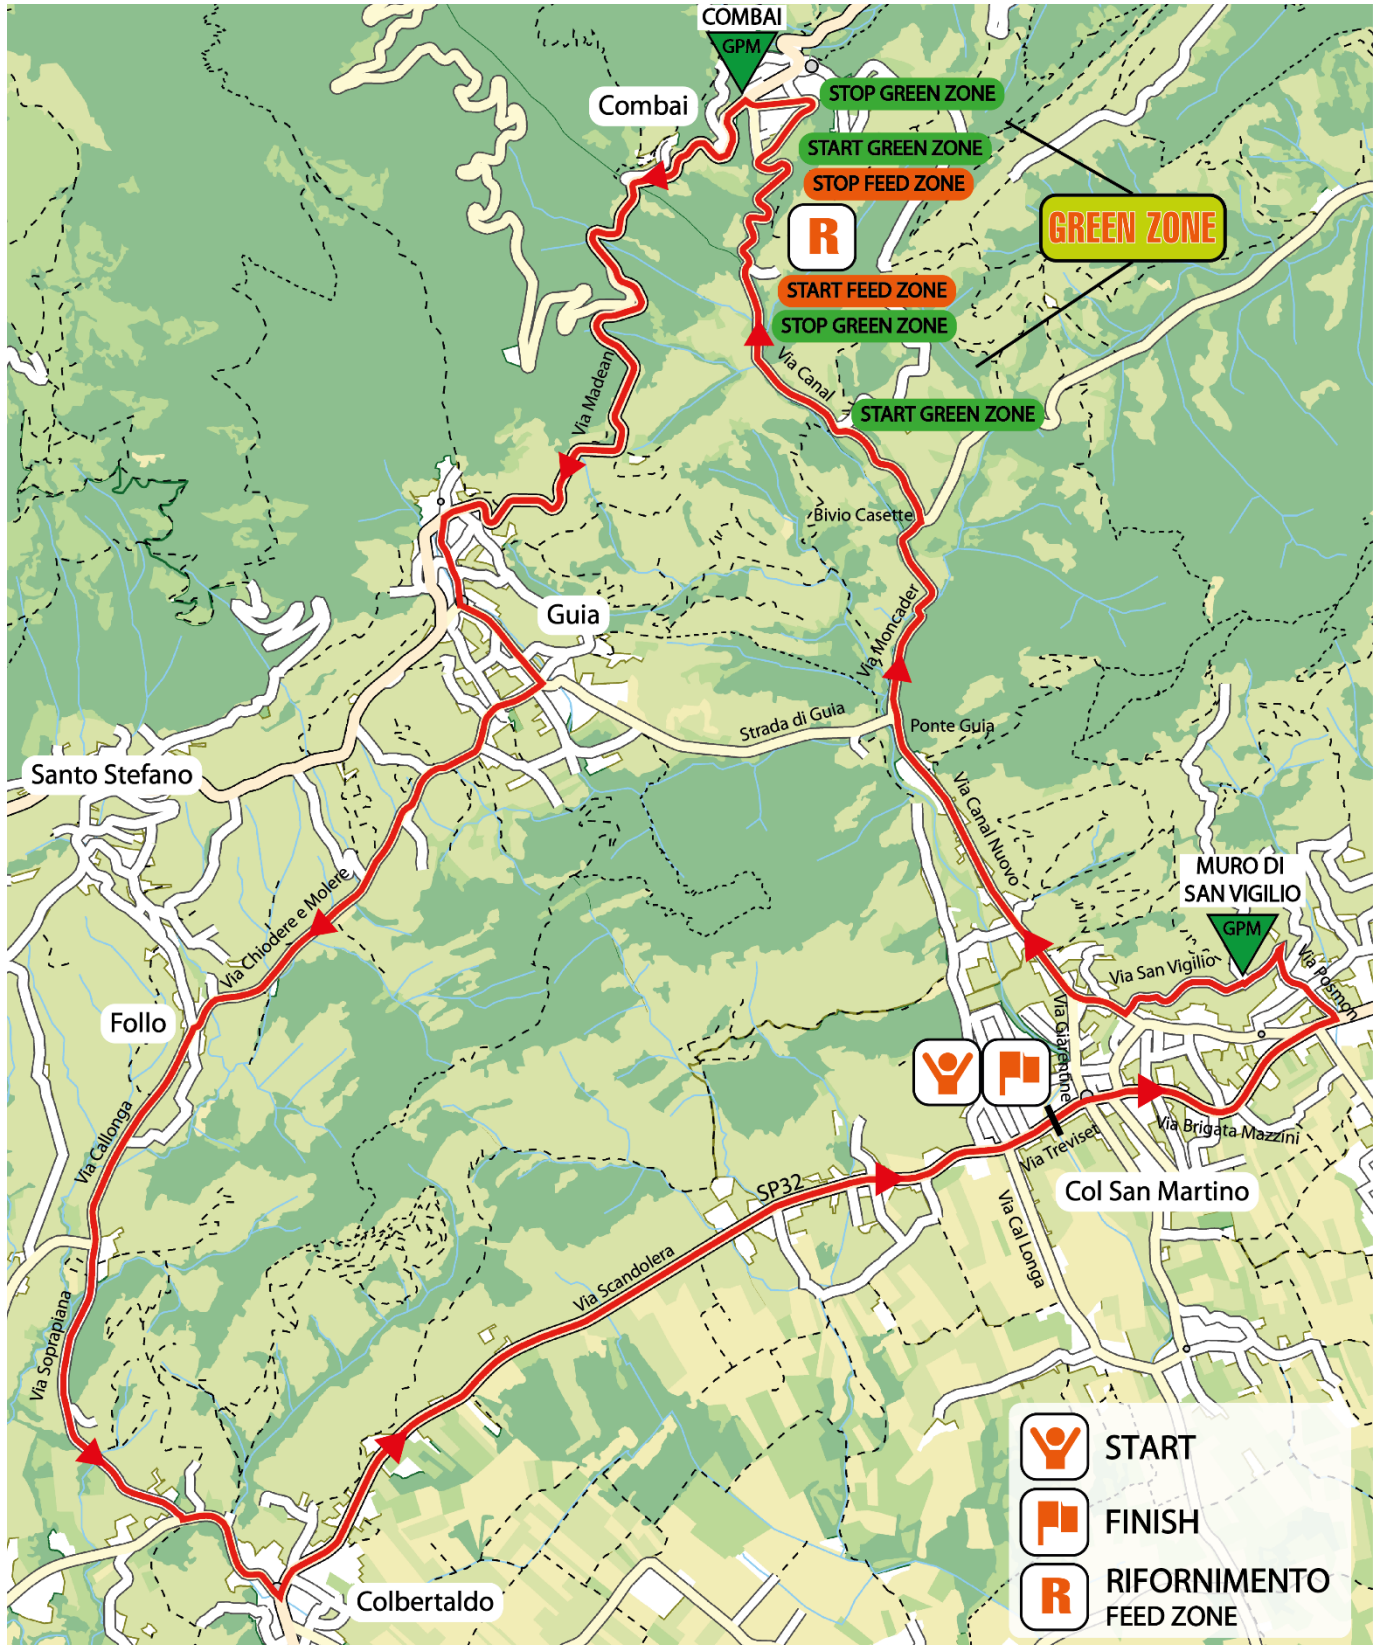 COMBAI
GPM
STOP GREEN ZONE
Combai
START GREEN ZONE
STOP FEED ZONE
GREEN ZONE
R
START FEED ZONE
STOP GREEN ZONE
Via Canal
Via Madean
START GREEN ZONE
Bivio Casette
Via Moncader
Guia
Strada di Guia
Ponte Guia
Santo Stefano
Via Canal Nuovo
MURO DI
SAN VIGILIO
GPM
Via Chiodere e Molere
Via San Vigilio
Via Posmon
Follo
Via Giarentine
Via Callonga
Via Treviset
Via Brigata Mazzini
SP32
Col San Martino
Via Cal Longa
Via Scandolera
Via Soprapiana
START
FINISH
R
RIFORNIMENTO
FEED ZONE
Colbertaldo